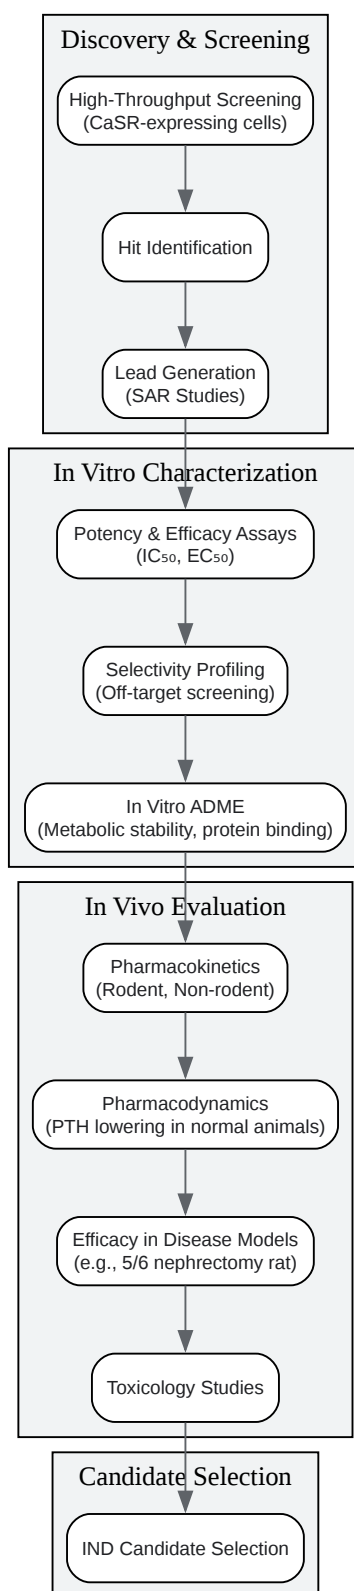 Discovery & Screening
High-Throughput Screening
(CaSR-expressing cells)
Hit Identification
Lead Generation
(SAR Studies)
In Vitro Characterization
Potency & Efficacy Assays
(IC₅₀, EC₅₀)
Selectivity Profiling
(Off-target screening)
In Vitro ADME
(Metabolic stability, protein binding)
In Vivo Evaluation
Pharmacokinetics
(Rodent, Non-rodent)
Pharmacodynamics
(PTH lowering in normal animals)
Efficacy in Disease Models
(e.g., 5/6 nephrectomy rat)
Toxicology Studies
Candidate Selection
IND Candidate Selection